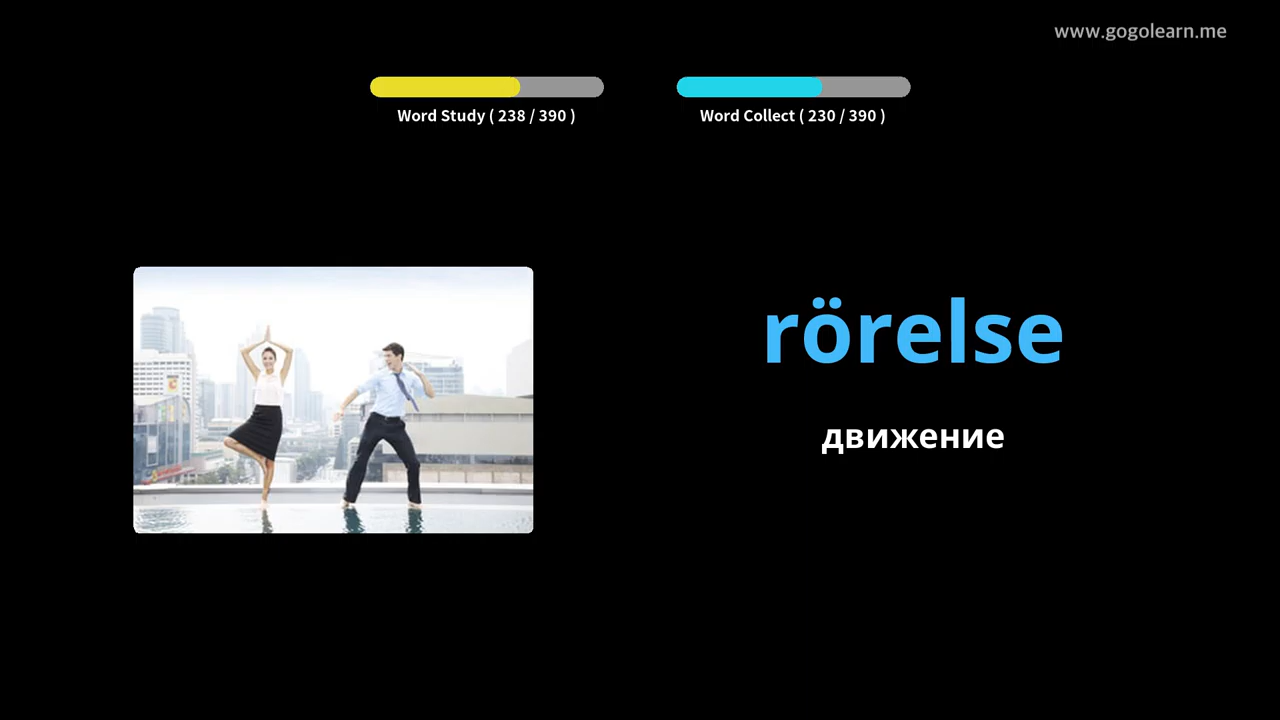 www.gogolearn.me
Word Study ( 238 / 390 )
Word Collect ( 230 / 390 )
rörelse
движение